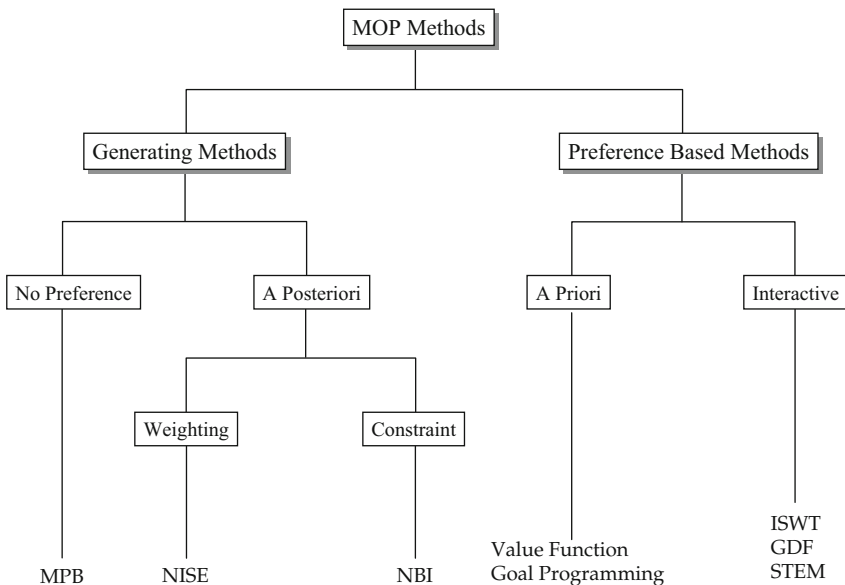 MOP Methods
Generating Methods
Preference Based Methods
No Preference
A Posteriori
A Priori
Interactive
Weighting
Constraint
MPB
NISE
NBI
Value Function
Goal Programming
ISWT
GDF
STEM